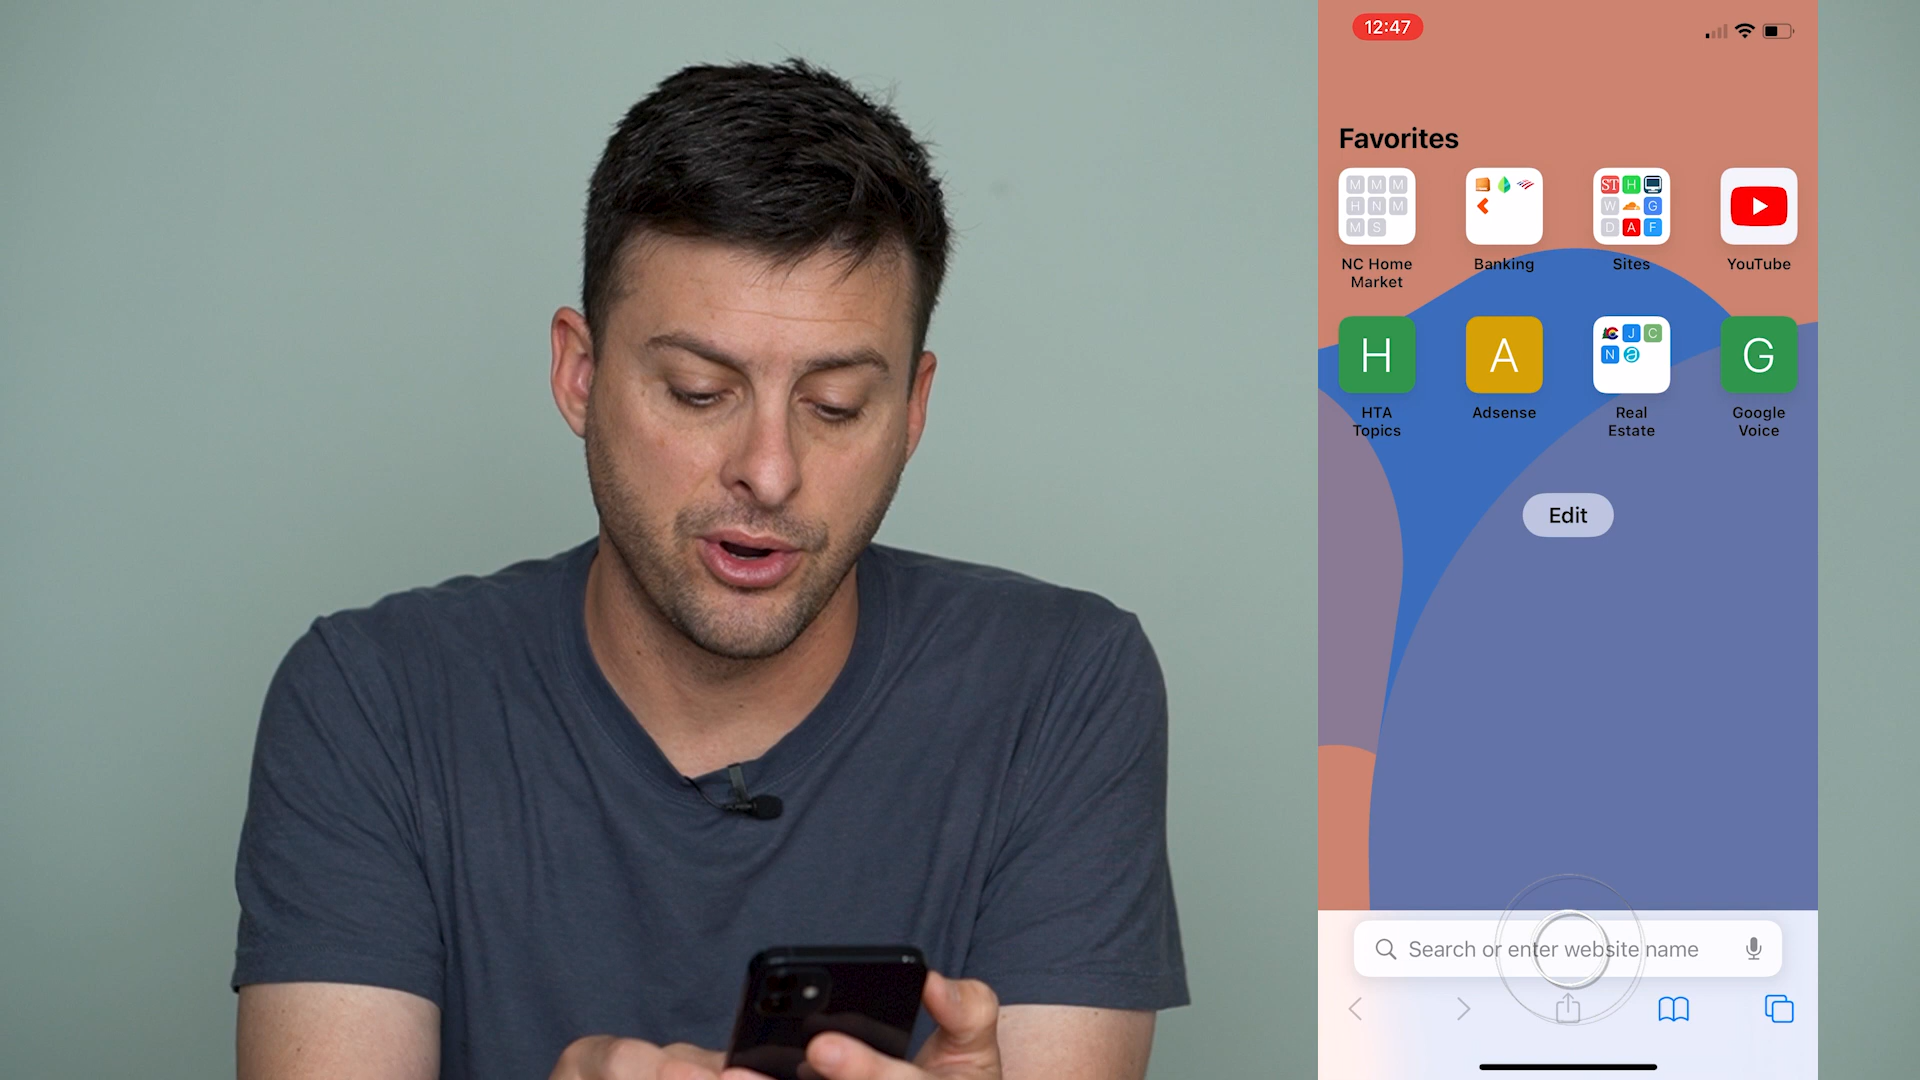 12:47
Favorites
M M M
H N M
M S
ST H
W G
D A F
NC Home
Market
Banking
Sites
YouTube
H
A
C J C
N a
G
HTA
Topics
Adsense
Real
Estate
Google
Voice
Edit
Search or enter website name